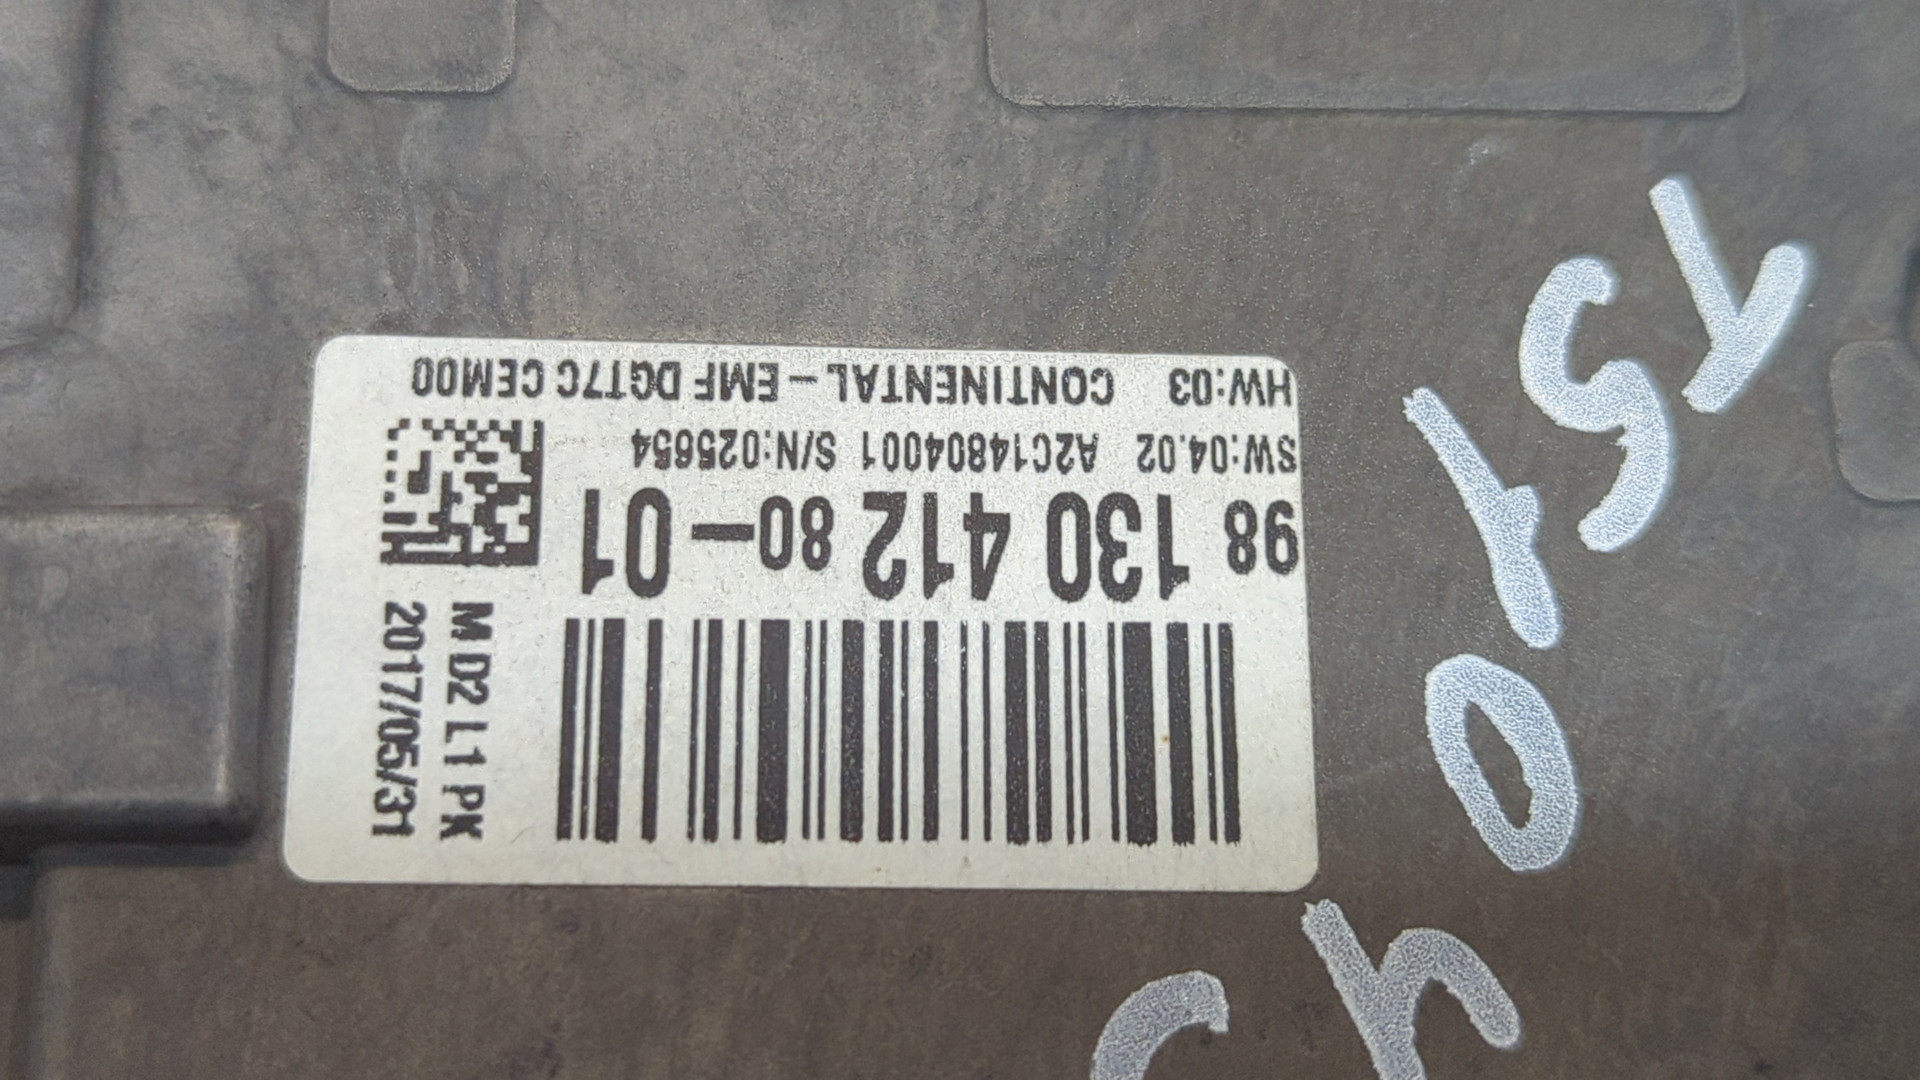 98 130 412 80-01
SW:04.02 A2C14804001 S/N:025654
HW:03 CONTINENTAL - EMF DGT7C CEM00
M D2 L1 PK
2017/05/31